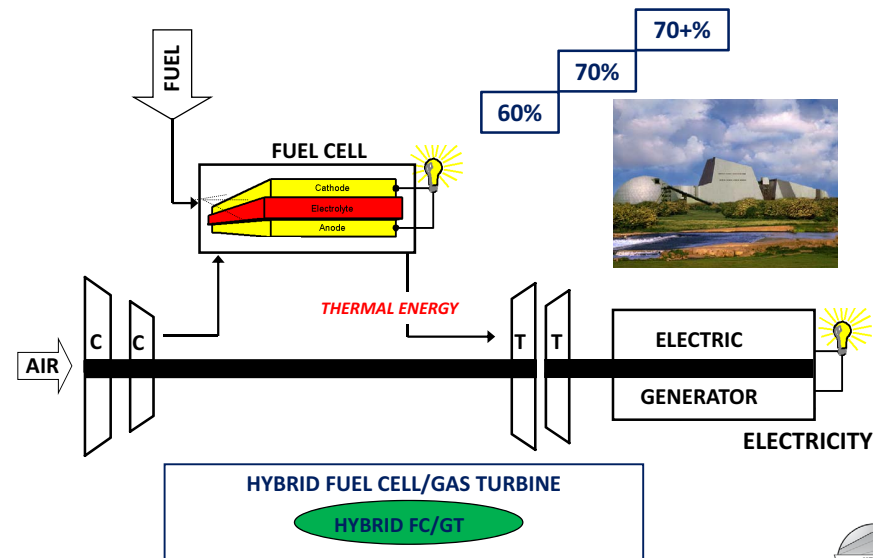 70+%
70%
60%
FUEL
FUEL CELL
Cathode
Electrolyte
Anode
THERMAL ENERGY
C
C
T
T
AIR
ELECTRIC
GENERATOR
ELECTRICITY
HYBRID FUEL CELL/GAS TURBINE
HYBRID FC/GT